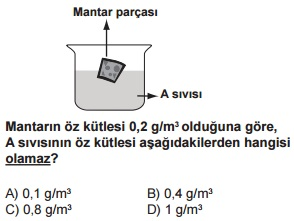 Mantar parçası
A sıvısı
Mantarın öz kütlesi 0,2 g/m³ olduğuna göre,
A sıvısının öz kütlesi aşağıdakilerden hangisi
olamaz?
A) 0,1 g/m³ B) 0,4 g/m³
C) 0,8 g/m³ D) 1 g/m³